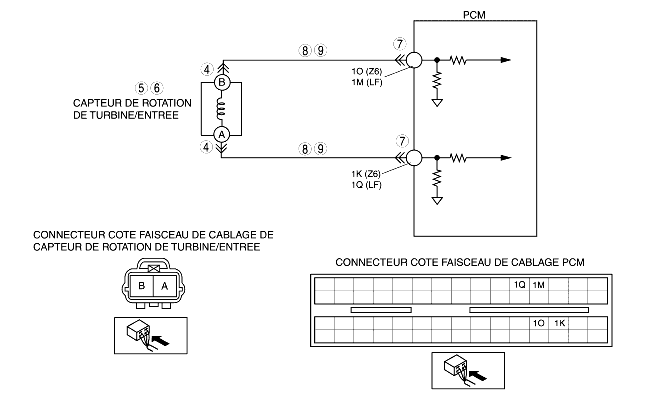 PCM
8 9
7
4
B
1O (Z6)
1M (LF)
5 6
CAPTEUR DE ROTATION
DE TURBINE/ENTREE
A
4
8 9
7
1K (Z6)
1Q (LF)
CONNECTEUR COTE FAISCEAU DE CABLAGE DE
CAPTEUR DE ROTATION DE TURBINE/ENTREE
B A
CONNECTEUR COTE FAISCEAU DE CABLAGE PCM
1Q 1M
1O 1K